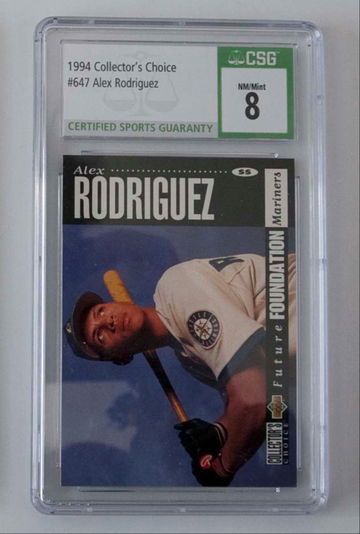 1994 Collector's Choice
#647 Alex Rodriguez
CERTIFIED SPORTS GUARANTY
CSG
NM/Mint
8
Alex
SS
RODRIGUEZ
Future FOUNDATION Mariners
COLLECTOR'S
CHOICE